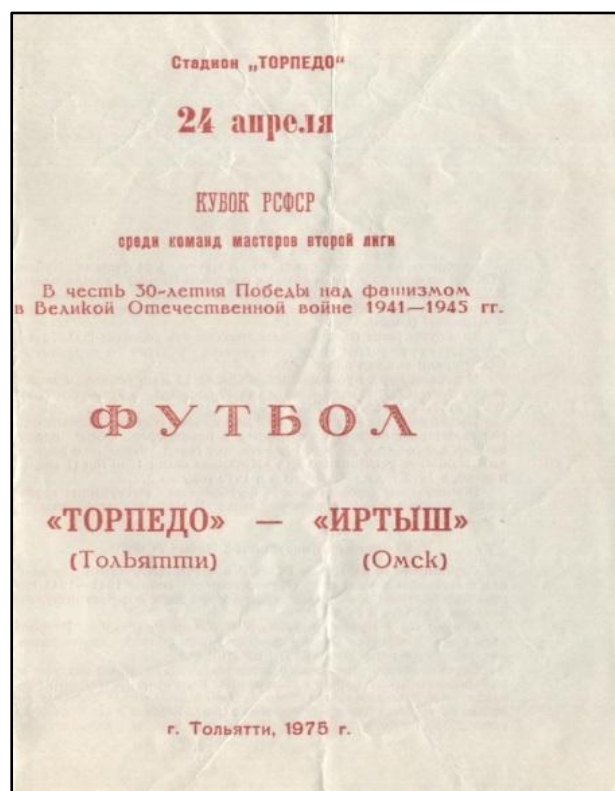 Стадион „ТОРПЕДО“
24 апреля
КУБОК РСФСР
среди команд мастеров второй лиги
В честь 30-летия Победы над фашизмом
в Великой Отечественной войне 1941—1945 гг.
ФУТБОЛ
«ТОРПЕДО» — «ИРТЫШ»
(Тольятти) (Омск)
г. Тольятти, 1975 г.